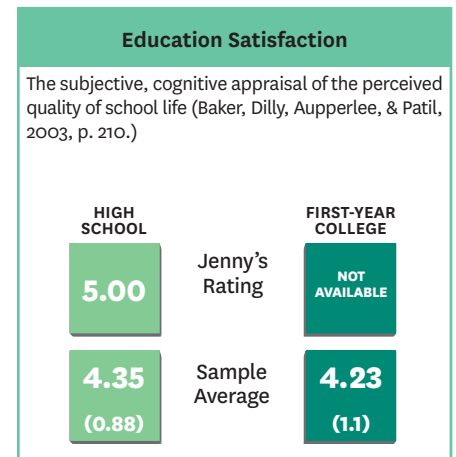 Education Satisfaction
The subjective, cognitive appraisal of the perceived
quality of school life (Baker, Dilly, Aupperlee, & Patil,
2003, p. 210.)
HIGH
SCHOOL
FIRST-YEAR
COLLEGE
5.00
Jenny's
Rating
NOT
AVAILABLE
4.35
(0.88)
Sample
Average
4.23
(1.1)